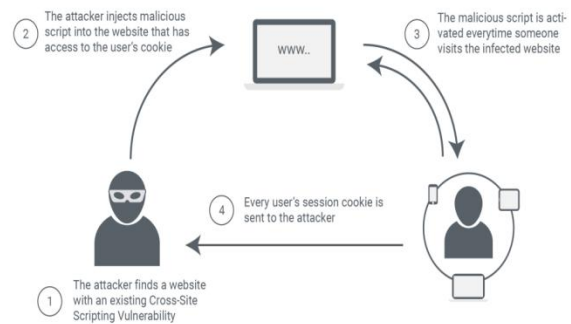 2
The attacker injects malicious
script into the website that has
access to the user's cookie
www..
3
The malicious script is acti-
vated everytime someone
visits the infected website
4
Every user's session cookie is
sent to the attacker
1
The attacker finds a website
with an existing Cross-Site
Scripting Vulnerability